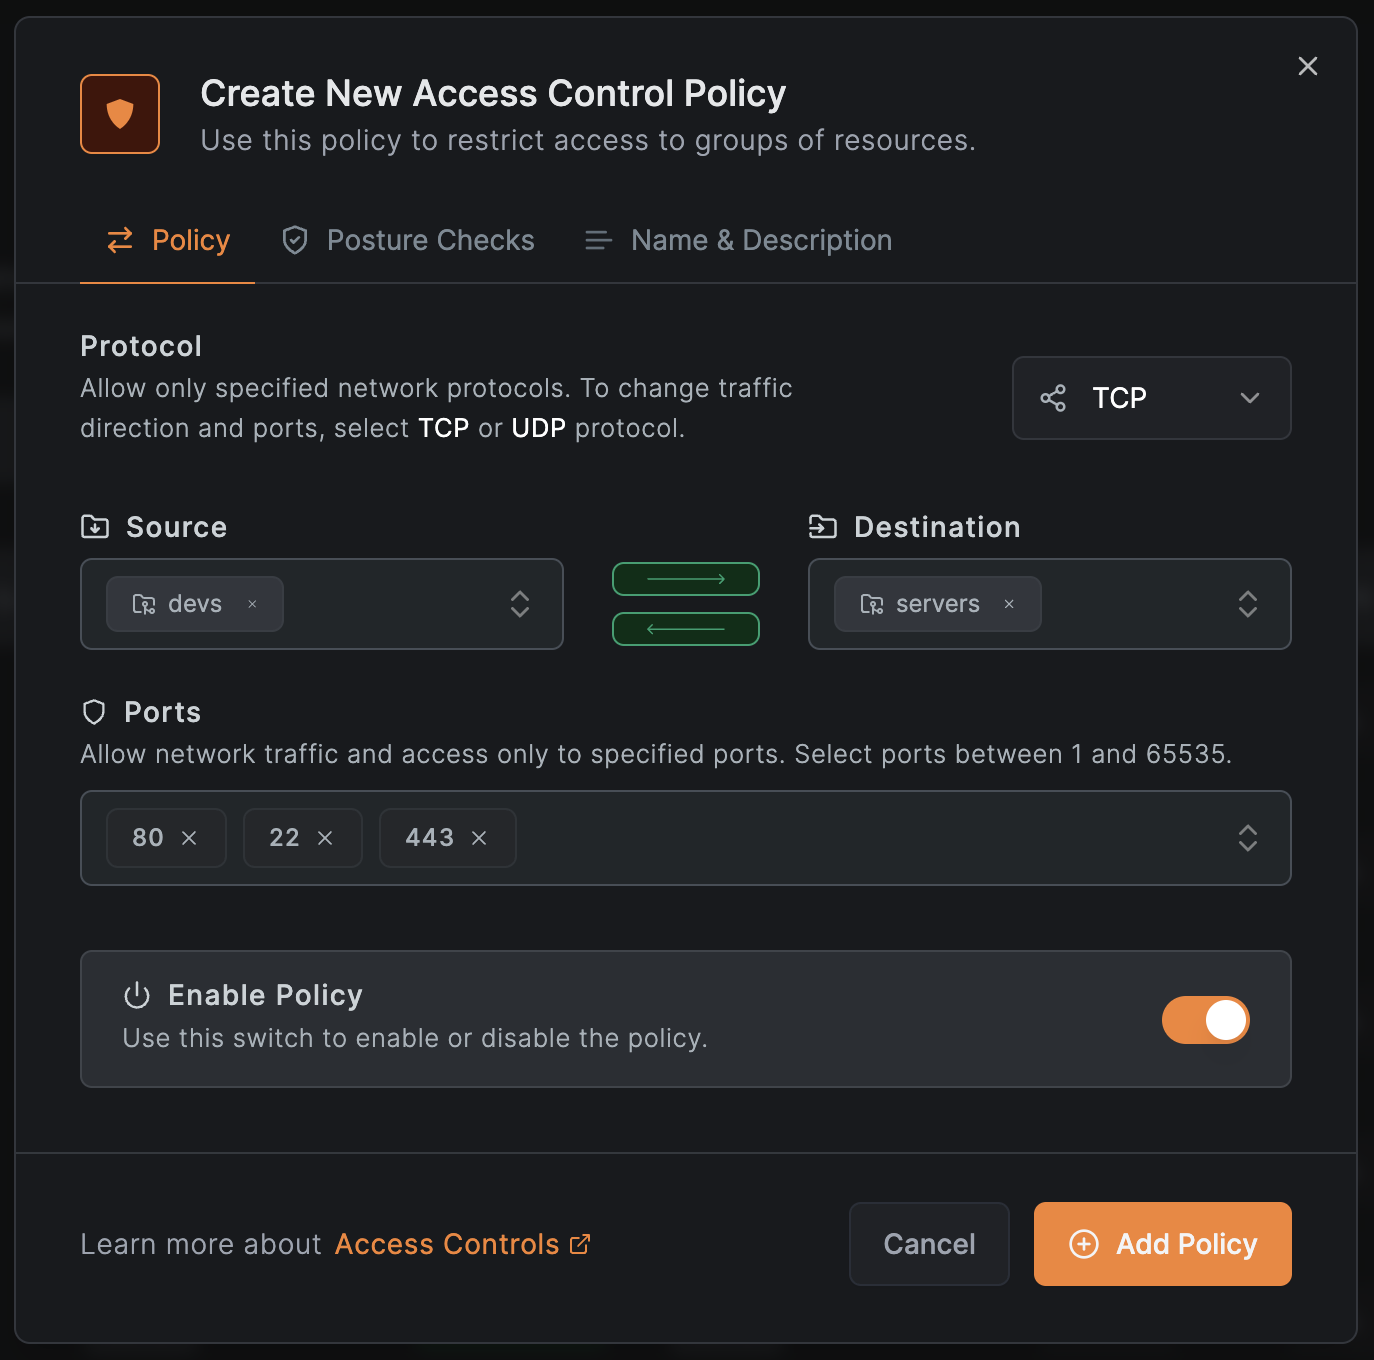 Create New Access Control Policy
Use this policy to restrict access to groups of resources.
Policy
Posture Checks
Name & Description
Protocol
Allow only specified network protocols. To change traffic
direction and ports, select TCP or UDP protocol.
TCP
Source
Destination
devs
servers
Ports
Allow network traffic and access only to specified ports. Select ports between 1 and 65535.
80
22
443
Enable Policy
Use this switch to enable or disable the policy.
Learn more about Access Controls
Cancel
Add Policy